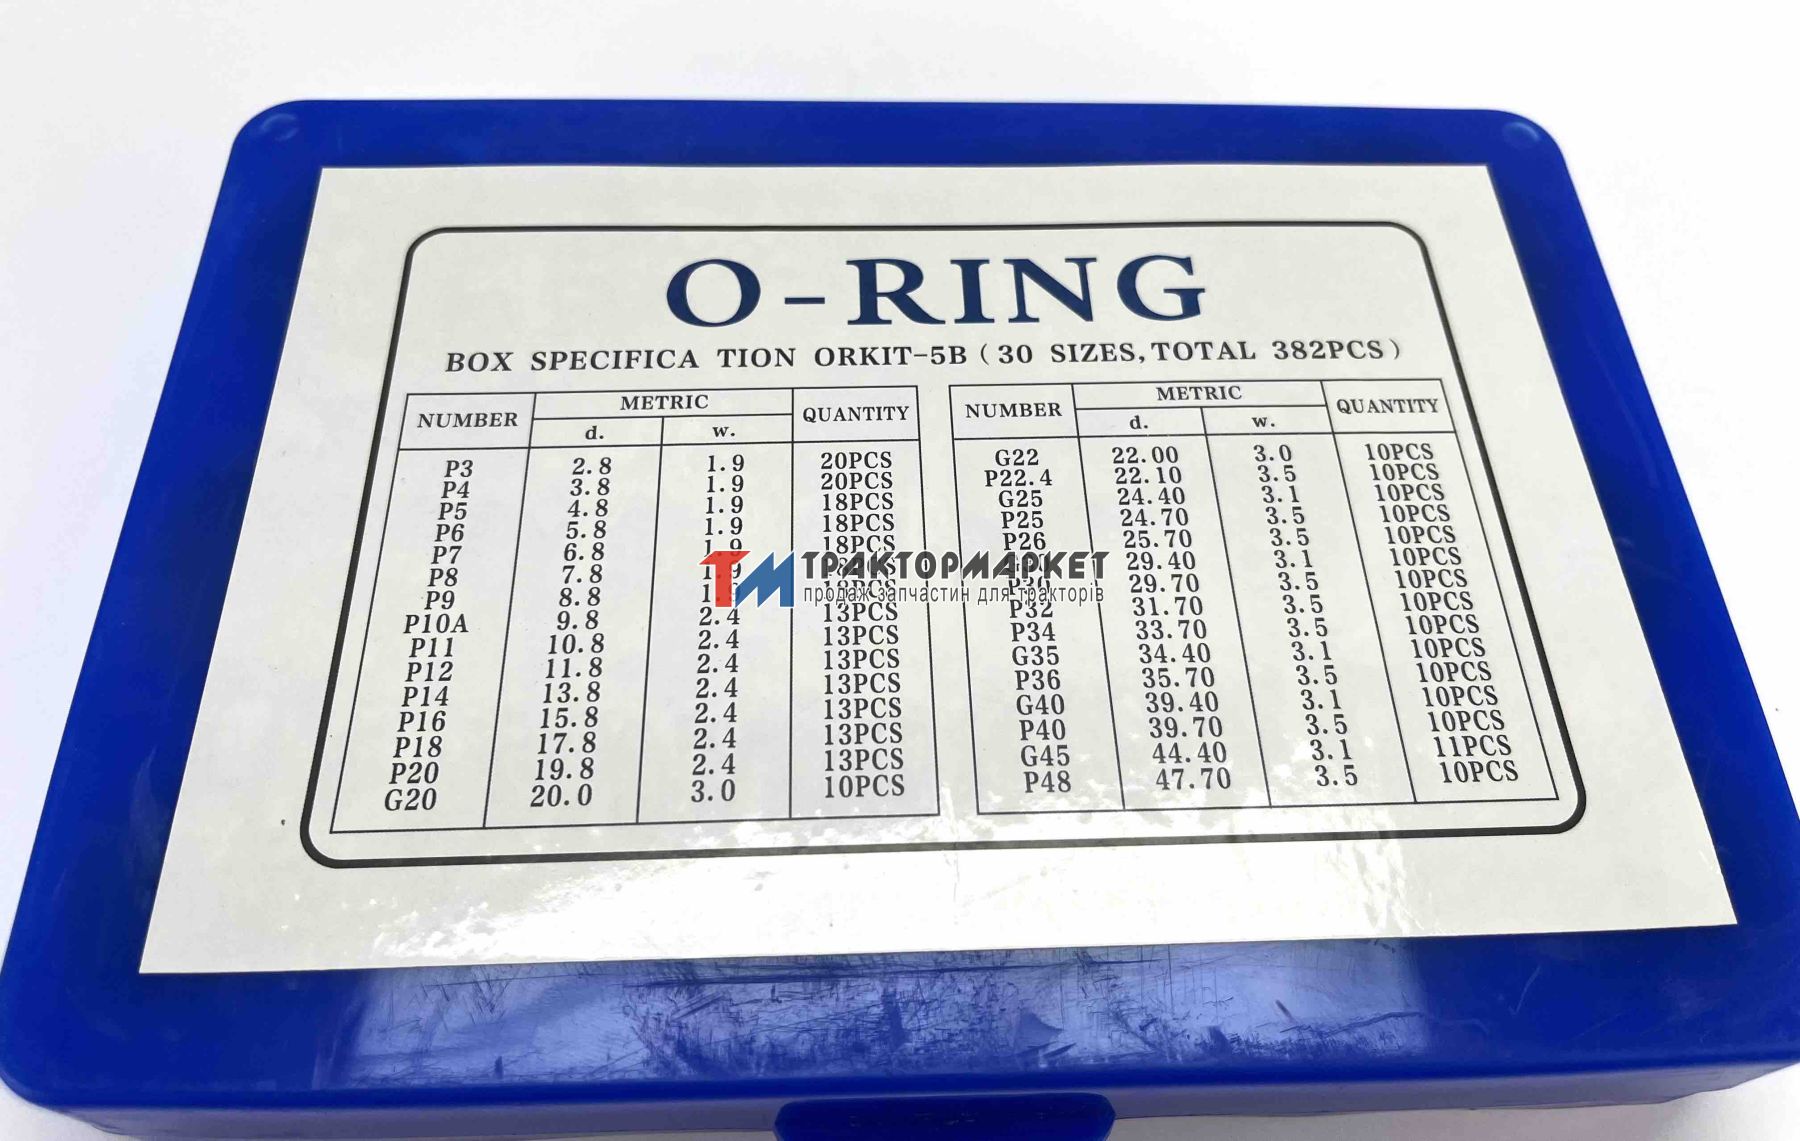 O-RING
BOX SPECIFICA TION ORKIT-5B (30 SIZES, TOTAL 382PCS)
NUMBER METRIC QUANTITY
d. w.
P3 2.8 1.9 20PCS
P4 3.8 1.9 20PCS
P5 4.8 1.9 18PCS
P6 5.8 1.9 18PCS
P7 6.8 1.9 18PCS
P8 7.8 1.9
P9 8.8 13PCS
P10A 9.8 2.4 13PCS
P11 10.8 2.4 13PCS
P12 11.8 2.4 13PCS
P14 13.8 2.4 13PCS
P16 15.8 2.4 13PCS
P18 17.8 2.4 13PCS
P20 19.8 2.4 13PCS
G20 20.0 3.0 10PCS
NUMBER METRIC QUANTITY
d. w.
G22 22.00 3.0 10PCS
P22.4 22.10 3.5 10PCS
G25 24.40 3.1 10PCS
P25 24.70 3.5 10PCS
P26 25.70 3.5 10PCS
29.40 3.1 10PCS
P30 29.70 3.5 10PCS
P32 31.70 3.5 10PCS
P34 33.70 3.5 10PCS
G35 34.40 3.1 10PCS
P36 35.70 3.5 10PCS
G40 39.40 3.1 10PCS
P40 39.70 3.5 10PCS
G45 44.40 3.1 11PCS
P48 47.70 3.5 10PCS
ТМ ТРАКТОРМАРКЕТ
продаж запчастин для тракторів